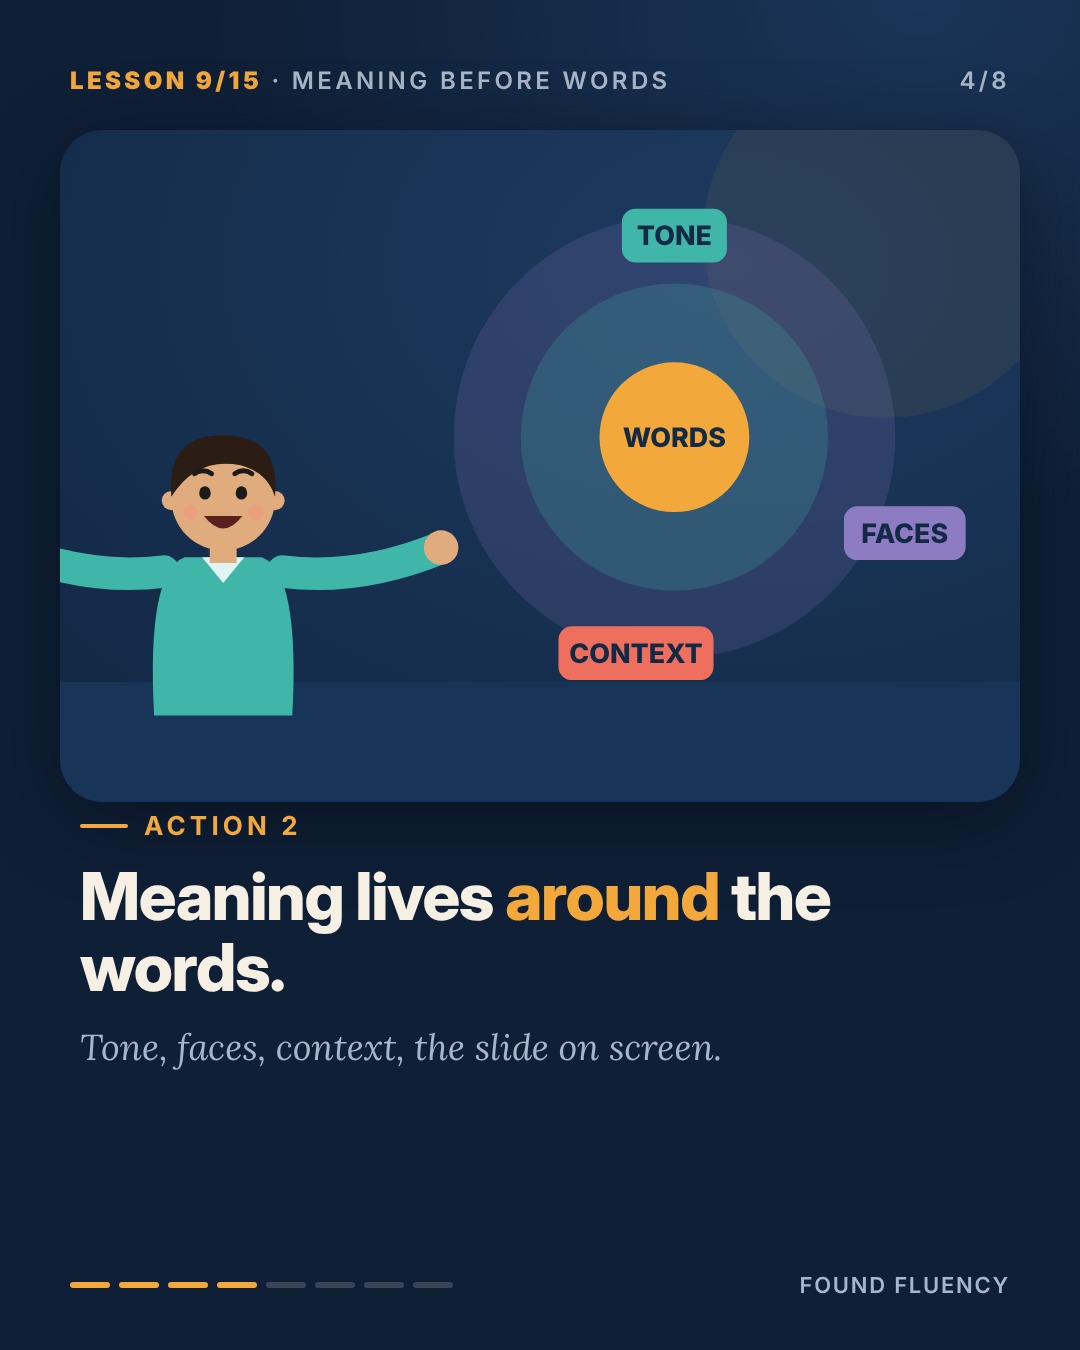 LESSON 9/15 · MEANING BEFORE WORDS
4/8
TONE
WORDS
FACES
CONTEXT
ACTION 2
Meaning lives around the
words.
Tone, faces, context, the slide on screen.
FOUND FLUENCY